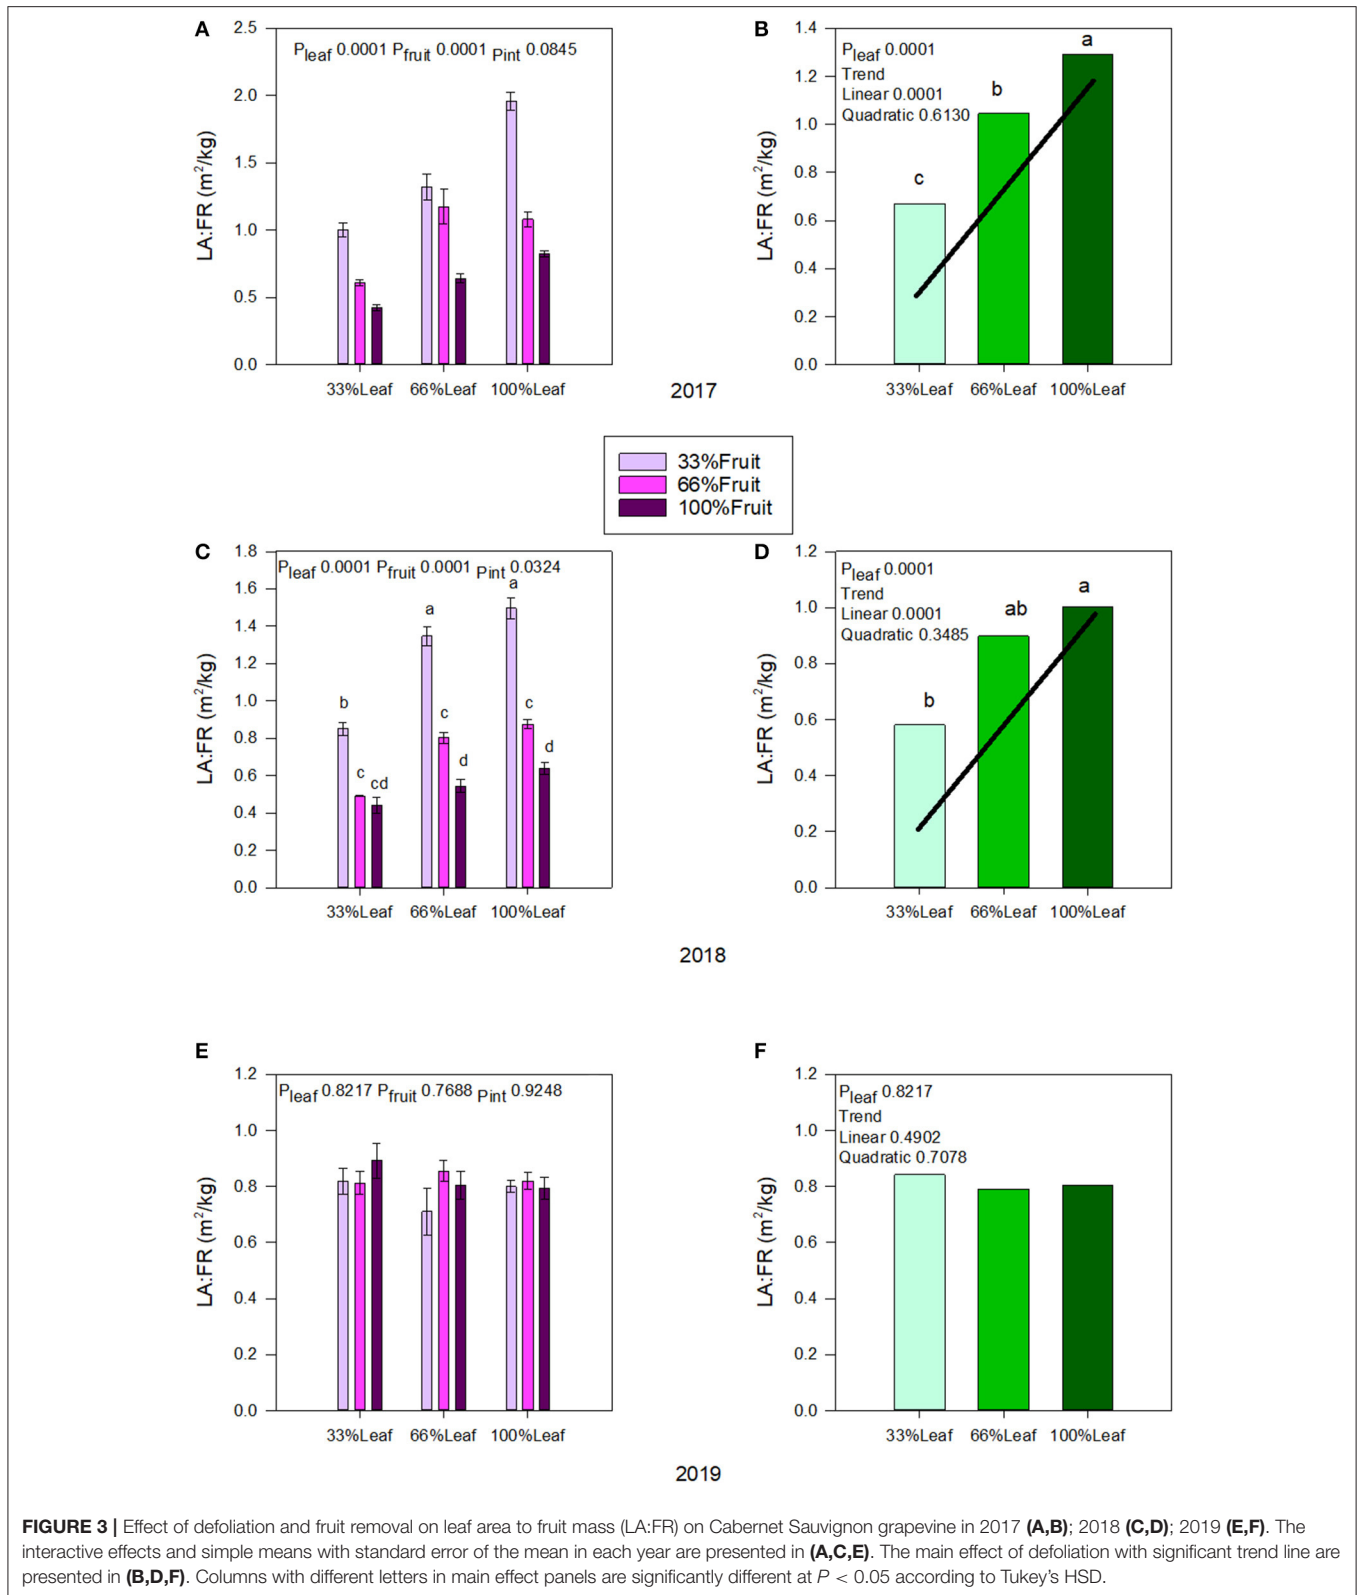 A
2.5
2.0
1.5
1.0
0.5
0.0
LA:FR (m²/kg)
Pleaf 0.0001 Pfruit 0.0001 Pint 0.0845
33%Leaf 66%Leaf 100%Leaf
B
1.4
1.2
1.0
0.8
0.6
0.4
0.2
0.0
LA:FR (m²/kg)
Pleaf 0.0001
Trend
Linear 0.0001
Quadratic 0.6130
c
b
a
33%Leaf 66%Leaf 100%Leaf
2017
33%Fruit
66%Fruit
100%Fruit
C
1.8
1.6
1.4
1.2
1.0
0.8
0.6
0.4
0.2
0.0
LA:FR (m²/kg)
Pleaf 0.0001 Pfruit 0.0001 Pint 0.0324
b c cd
a c d
a c d
33%Leaf 66%Leaf 100%Leaf
D
1.2
1.0
0.8
0.6
0.4
0.2
0.0
LA:FR (m²/kg)
Pleaf 0.0001
Trend
Linear 0.0001
Quadratic 0.3485
b
ab
a
33%Leaf 66%Leaf 100%Leaf
2018
E
1.2
1.0
0.8
0.6
0.4
0.2
0.0
LA:FR (m²/kg)
Pleaf 0.8217 Pfruit 0.7688 Pint 0.9248
33%Leaf 66%Leaf 100%Leaf
F
1.2
1.0
0.8
0.6
0.4
0.2
0.0
LA:FR (m²/kg)
Pleaf 0.8217
Trend
Linear 0.4902
Quadratic 0.7078
33%Leaf 66%Leaf 100%Leaf
2019
FIGURE 3 | Effect of defoliation and fruit removal on leaf area to fruit mass (LA:FR) on Cabernet Sauvignon grapevine in 2017 (A,B); 2018 (C,D); 2019 (E,F). The
interactive effects and simple means with standard error of the mean in each year are presented in (A,C,E). The main effect of defoliation with significant trend line are
presented in (B,D,F). Columns with different letters in main effect panels are significantly different at P < 0.05 according to Tukey's HSD.